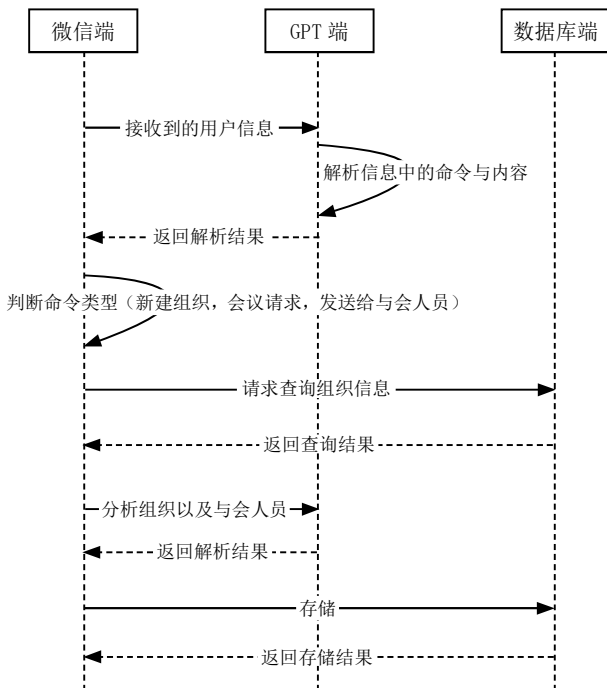 微信端
GPT 端
数据库端
接收到的用户信息
解析信息中的命令与内容
返回解析结果
判断命令类型（新建组织，会议请求，发送给与会人员）
请求查询组织信息
返回查询结果
分析组织以及与会人员
返回解析结果
存储
返回存储结果